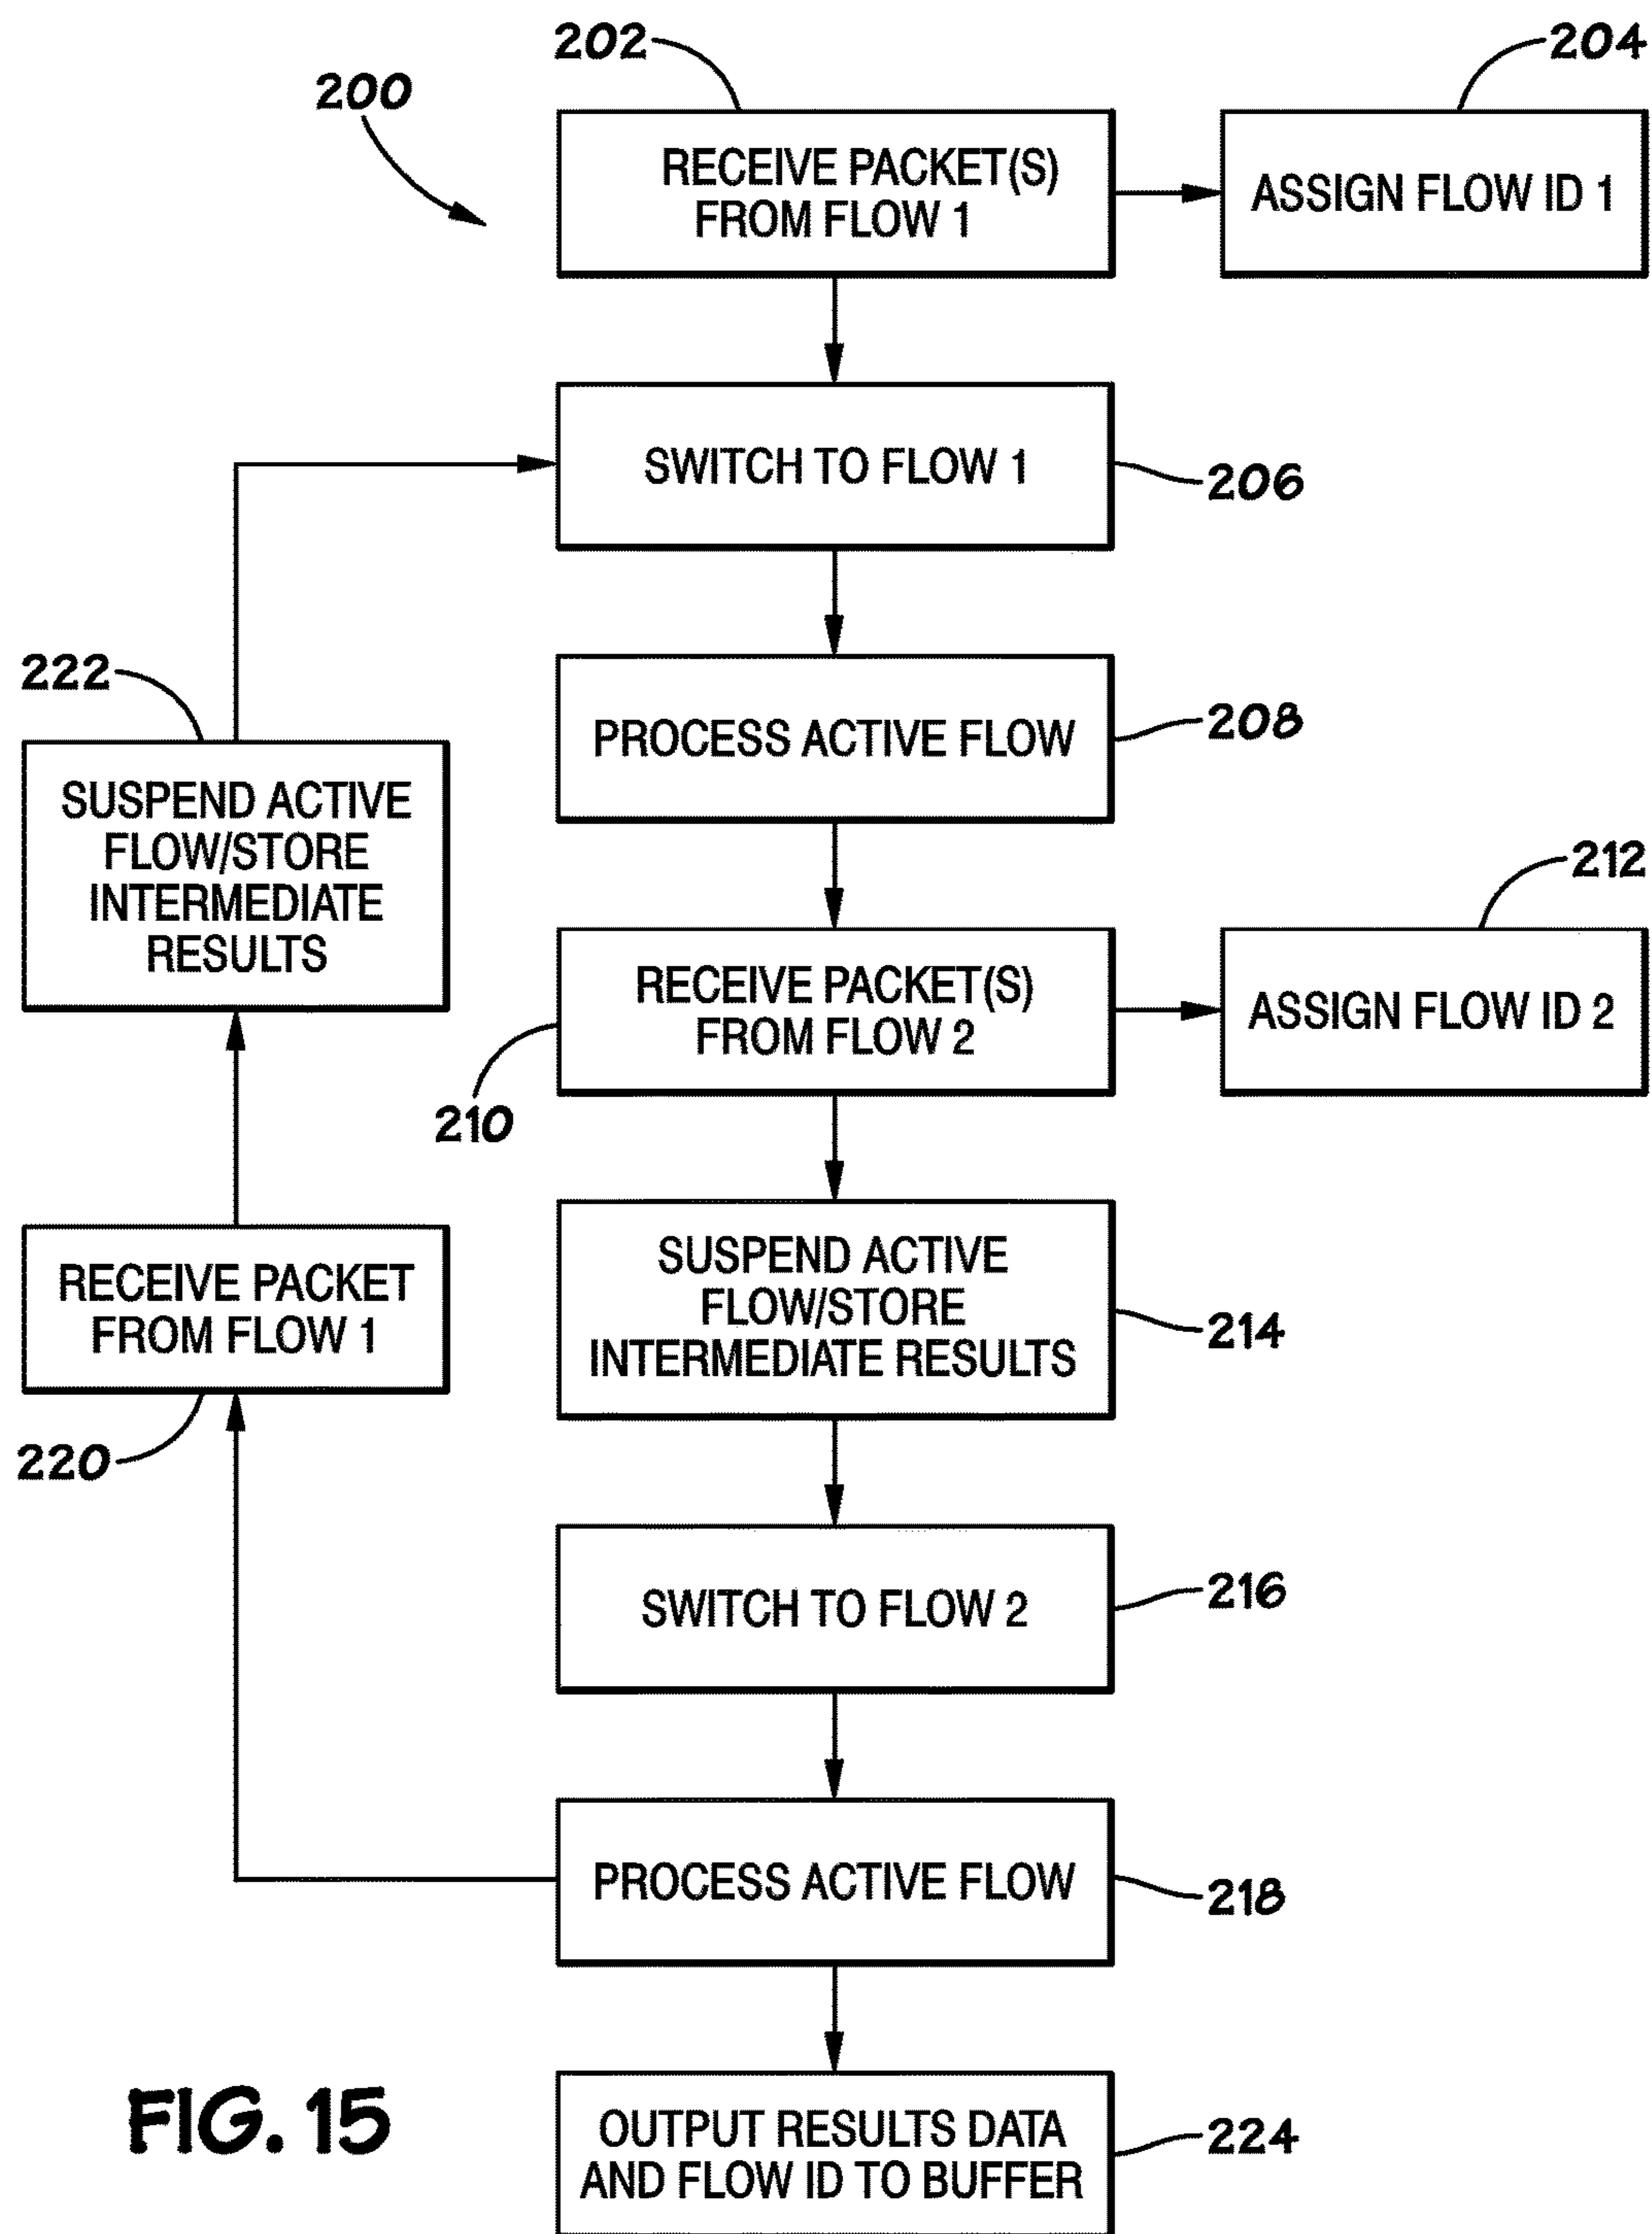 202
204
200
RECEIVE PACKET(S)
FROM FLOW 1
ASSIGN FLOW ID 1
SWITCH TO FLOW 1
206
222
PROCESS ACTIVE FLOW
208
SUSPEND ACTIVE
FLOW/STORE
INTERMEDIATE
RESULTS
212
RECEIVE PACKET(S)
FROM FLOW 2
ASSIGN FLOW ID 2
210
RECEIVE PACKET
FROM FLOW 1
SUSPEND ACTIVE
FLOW/STORE
INTERMEDIATE RESULTS
214
220
SWITCH TO FLOW 2
216
PROCESS ACTIVE FLOW
218
FIG. 15
OUTPUT RESULTS DATA
AND FLOW ID TO BUFFER
224